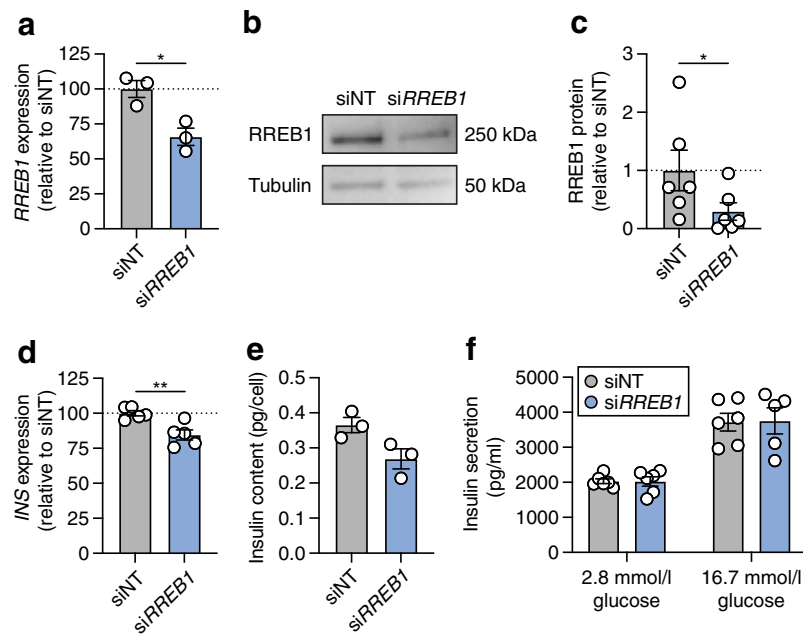 a
RREB1 expression
(relative to siNT)
125
100
75
50
25
0
*
siNT
siRREB1
b
siNT siRREB1
RREB1 250 kDa
Tubulin 50 kDa
c
RREB1 protein
(relative to siNT)
3
2
1
0
*
siNT
siRREB1
d
INS expression
(relative to siNT)
125
100
75
50
25
0
**
siNT
siRREB1
e
Insulin content (pg/cell)
0.5
0.4
0.3
0.2
0.1
0.0
siNT
siRREB1
f
Insulin secretion
(pg/ml)
5000
4000
3000
2000
1000
0
siNT
siRREB1
2.8 mmol/l
glucose
16.7 mmol/l
glucose